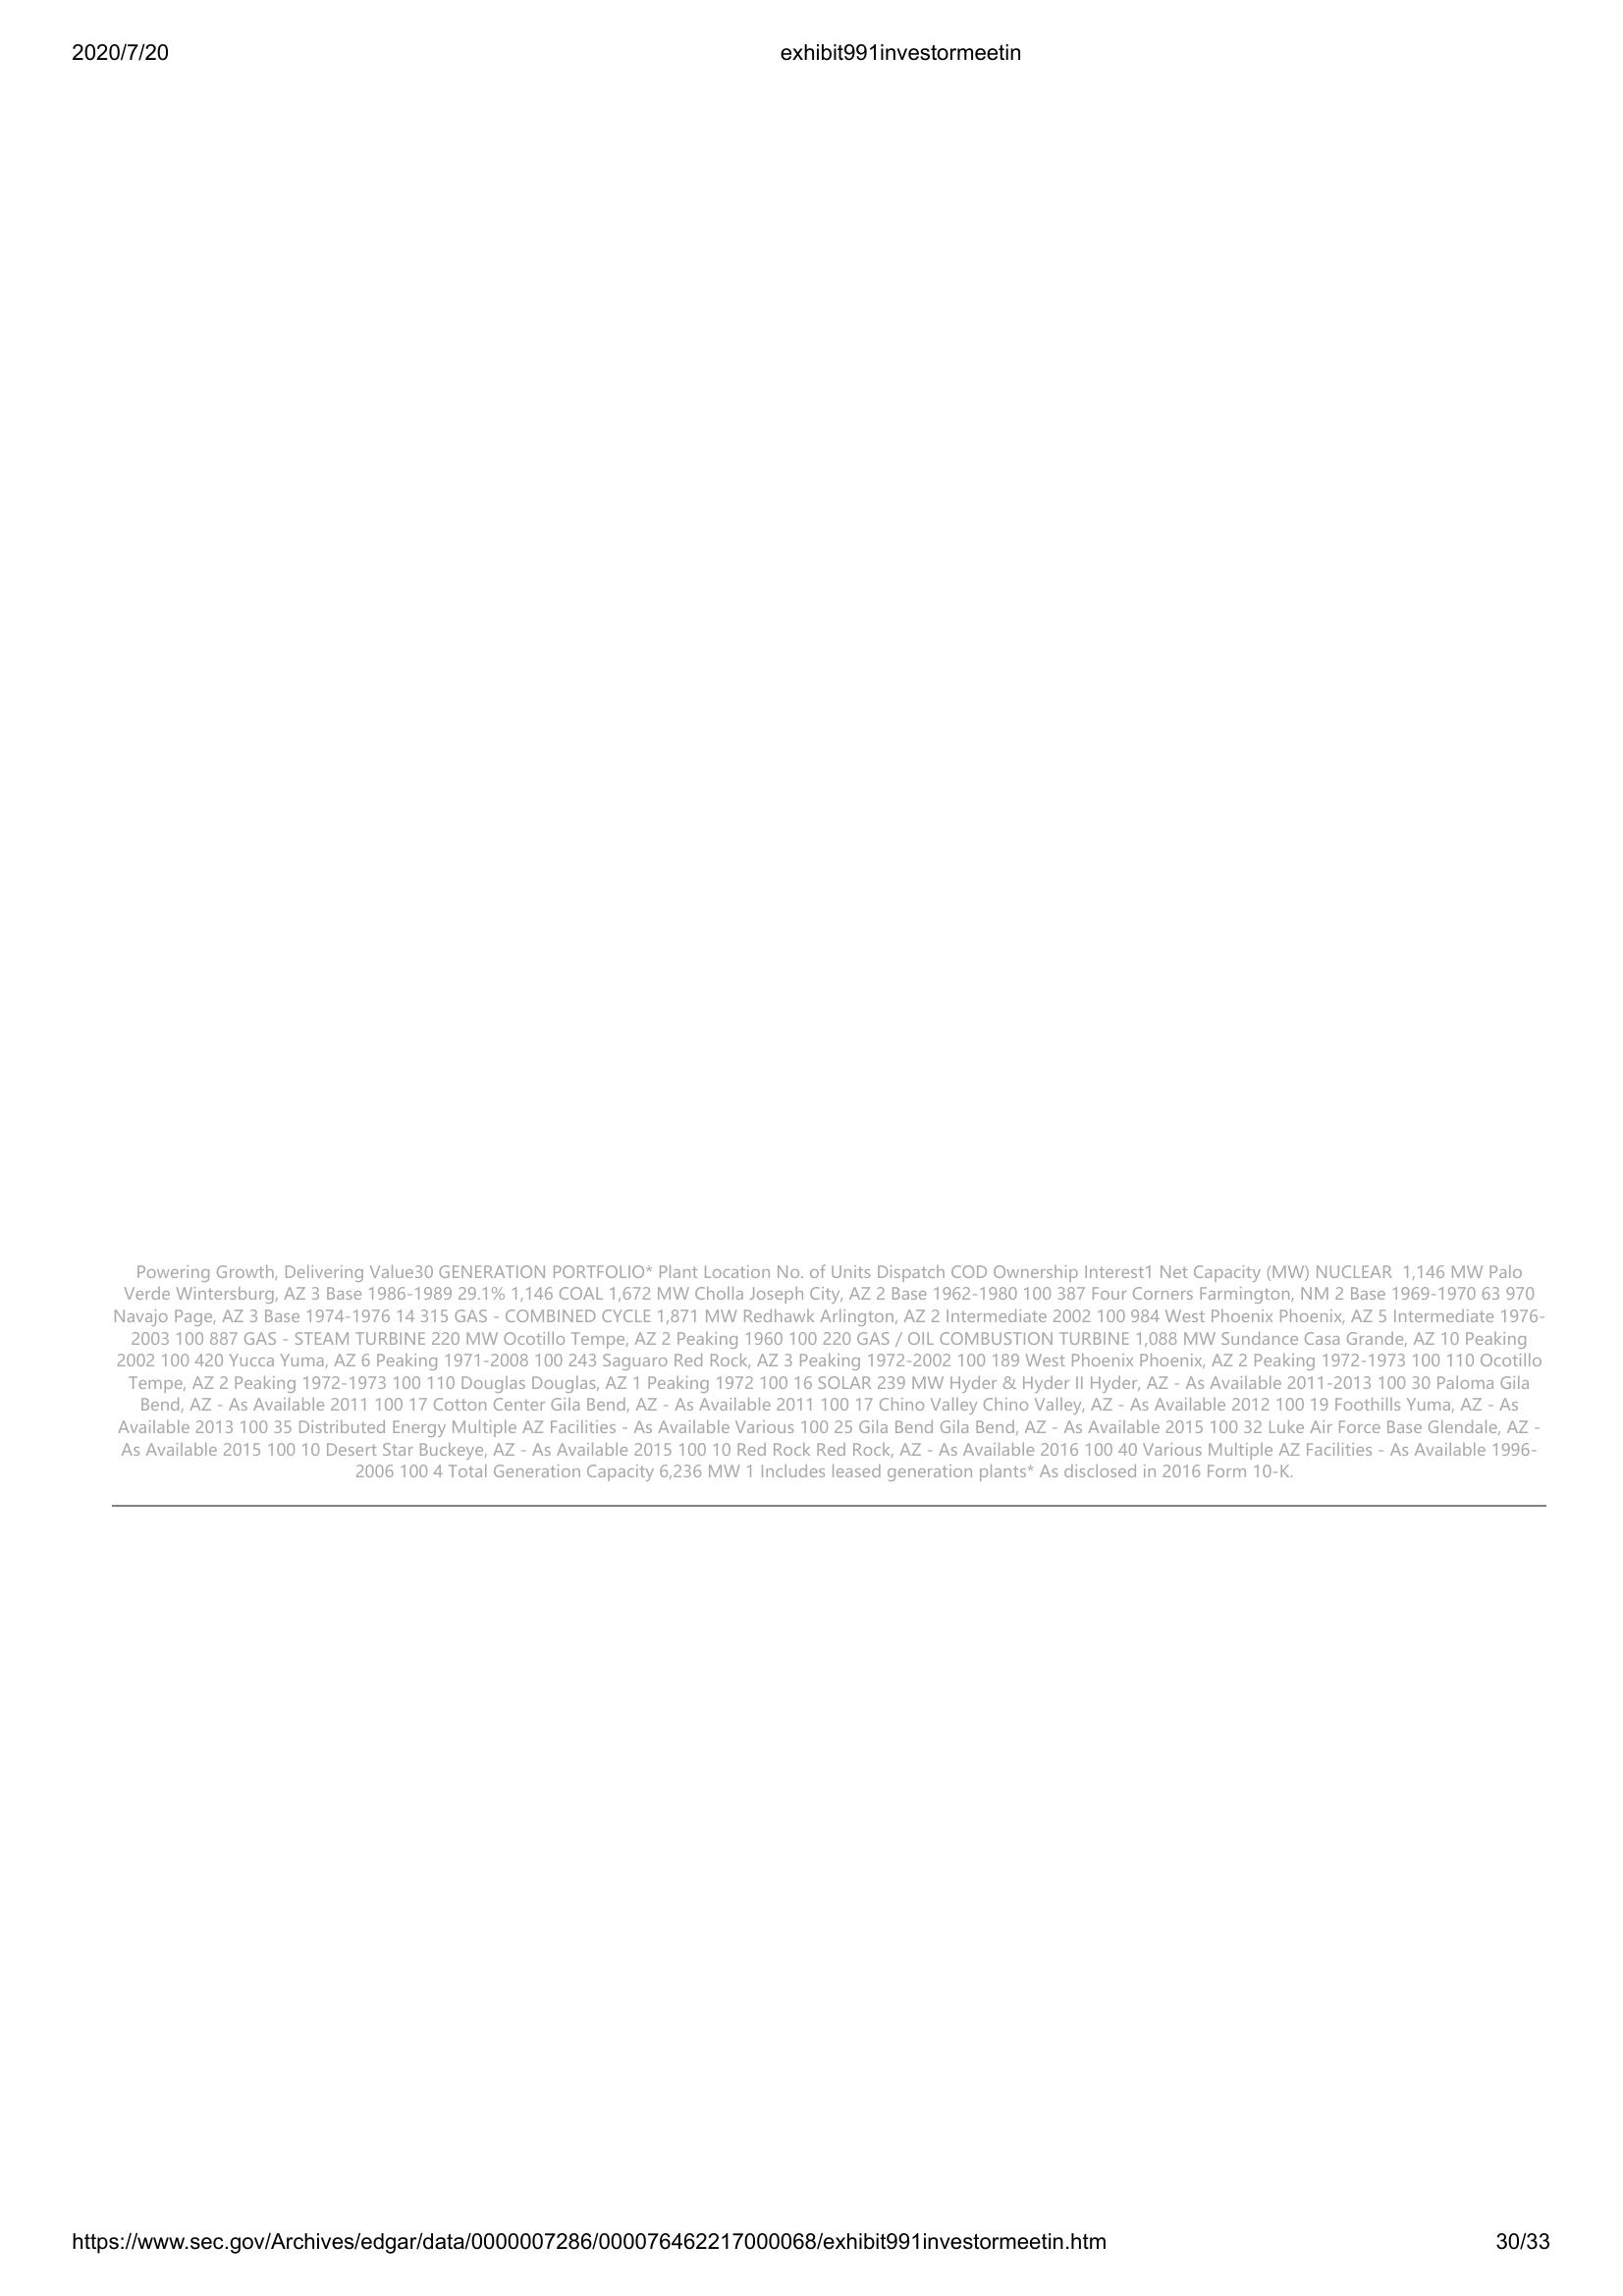 2020/7/20 exhibit991investormeetin
Powering Growth, Delivering Value30 GENERATION PORTFOLIO* Plant Location No. of Units Dispatch COD Ownership Interest1 Net Capacity (MW) NUCLEAR 1,146 MW Palo
Verde Wintersburg, AZ 3 Base 1986-1989 29.1% 1,146 COAL 1,672 MW Cholla Joseph City, AZ 2 Base 1962-1980 100 387 Four Corners Farmington, NM 2 Base 1969-1970 63 970
Navajo Page, AZ 3 Base 1974-1976 14 315 GAS - COMBINED CYCLE 1,871 MW Redhawk Arlington, AZ 2 Intermediate 2002 100 984 West Phoenix Phoenix, AZ 5 Intermediate 1976-
2003 100 887 GAS - STEAM TURBINE 220 MW Ocotillo Tempe, AZ 2 Peaking 1960 100 220 GAS / OIL COMBUSTION TURBINE 1,088 MW Sundance Casa Grande, AZ 10 Peaking
2002 100 420 Yucca Yuma, AZ 6 Peaking 1971-2008 100 243 Saguaro Red Rock, AZ 3 Peaking 1972-2002 100 189 West Phoenix Phoenix, AZ 2 Peaking 1972-1973 100 110 Ocotillo
Tempe, AZ 2 Peaking 1972-1973 100 110 Douglas Douglas, AZ 1 Peaking 1972 100 16 SOLAR 239 MW Hyder & Hyder II Hyder, AZ - As Available 2011-2013 100 30 Paloma Gila
Bend, AZ - As Available 2011 100 17 Cotton Center Gila Bend, AZ - As Available 2011 100 17 Chino Valley Chino Valley, AZ - As Available 2012 100 19 Foothills Yuma, AZ - As
Available 2013 100 35 Distributed Energy Multiple AZ Facilities - As Available Various 100 25 Gila Bend Gila Bend, AZ - As Available 2015 100 32 Luke Air Force Base Glendale, AZ -
As Available 2015 100 10 Desert Star Buckeye, AZ - As Available 2015 100 10 Red Rock Red Rock, AZ - As Available 2016 100 40 Various Multiple AZ Facilities - As Available 1996-
2006 100 4 Total Generation Capacity 6,236 MW 1 Includes leased generation plants* As disclosed in 2016 Form 10-K.
https://www.sec.gov/Archives/edgar/data/0000007286/000076462217000068/exhibit991investormeetin.htm 30/33